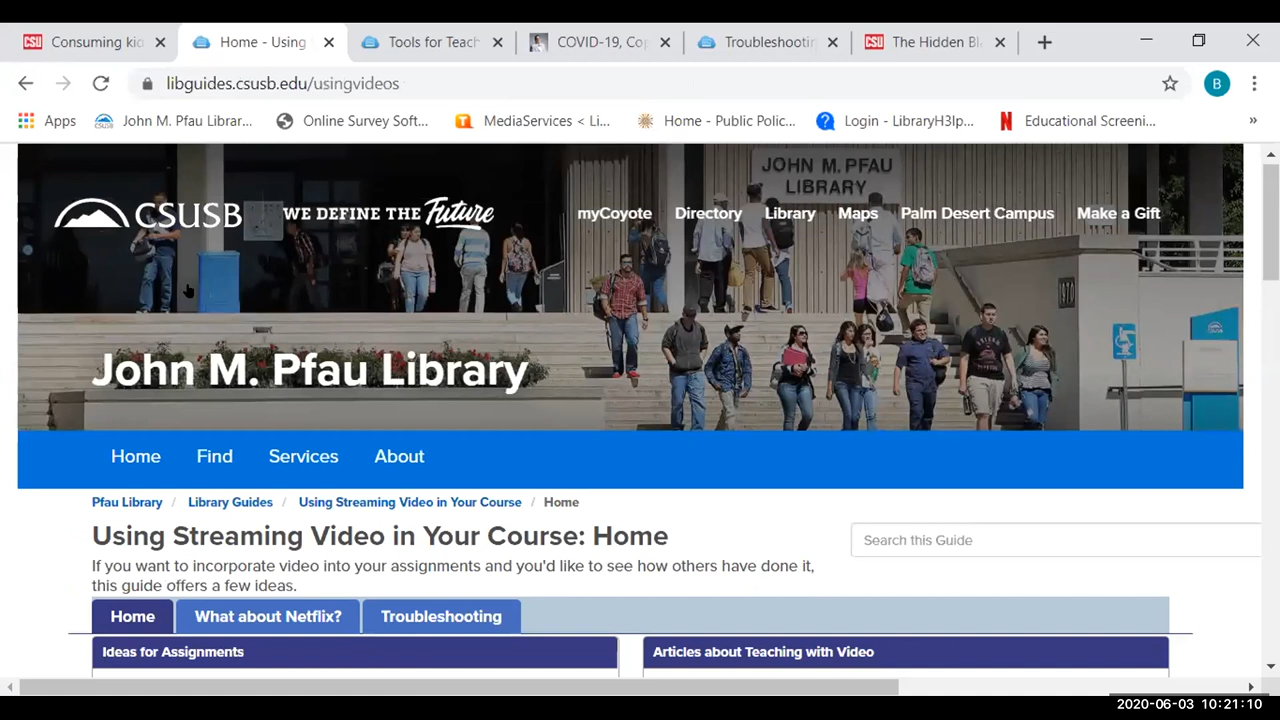 CSU Consuming kid
Home - Using
Tools for Teach
COVID-19, Cop
Troubleshootin
CSU The Hidden Bl
libguides.csusb.edu/usingvideos
B
Apps
John M. Pfau Librar...
Online Survey Soft...
MediaServices < Li...
Home - Public Polic...
Login - LibraryH3lp...
Educational Screeni...
»
JOHN M. PFAU
LIBRARY
CSUSB
WE DEFINE THE Future
myCoyote
Directory
Library
Maps
Palm Desert Campus
Make a Gift
John M. Pfau Library
Home
Find
Services
About
Pfau Library / Library Guides / Using Streaming Video in Your Course / Home
Using Streaming Video in Your Course: Home
Search this Guide
If you want to incorporate video into your assignments and you'd like to see how others have done it,
this guide offers a few ideas.
Home
What about Netflix?
Troubleshooting
Ideas for Assignments
Articles about Teaching with Video
2020-06-03 10:21:10